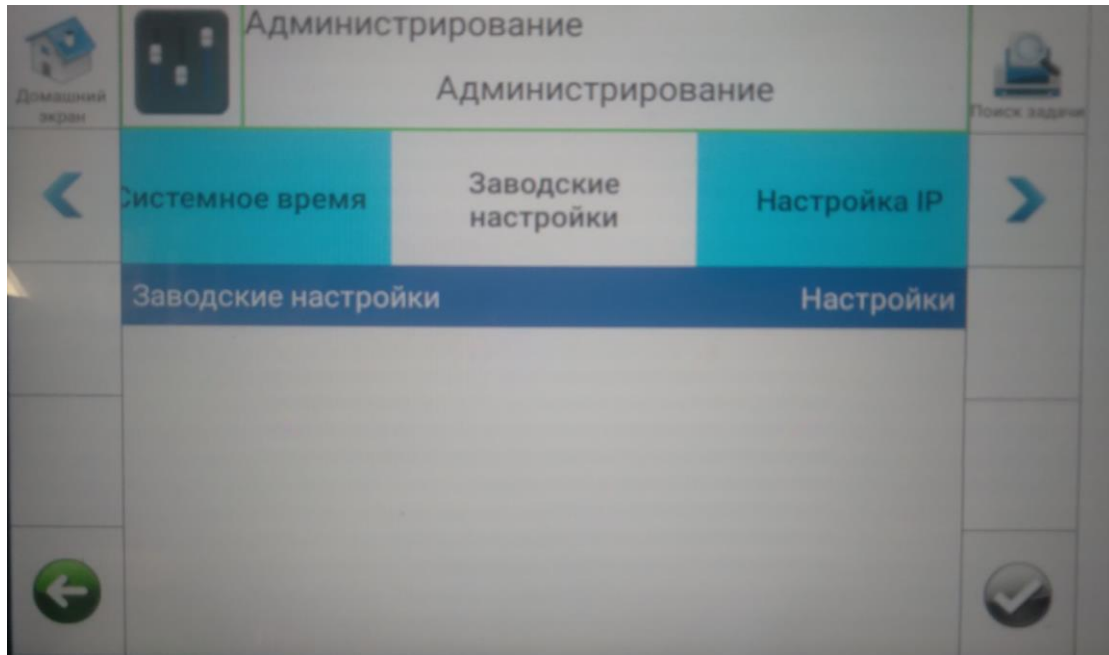 Администрирование
Администрирование
Домашний
экран
Поиск задачи
Системное время
Заводские
настройки
Настройка IP
Заводские настройки
Настройки